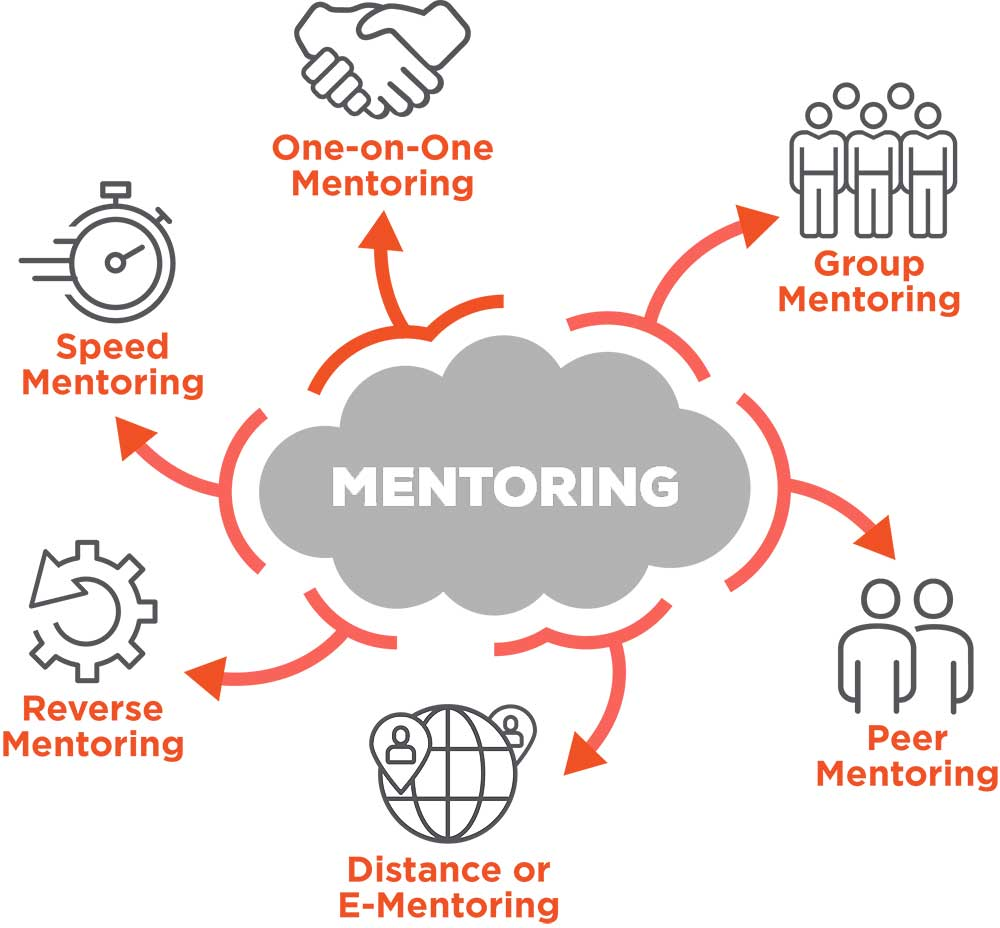 One-on-One
Mentoring
Group
Mentoring
Speed
Mentoring
MENTORING
Reverse
Mentoring
Peer
Mentoring
Distance or
E-Mentoring